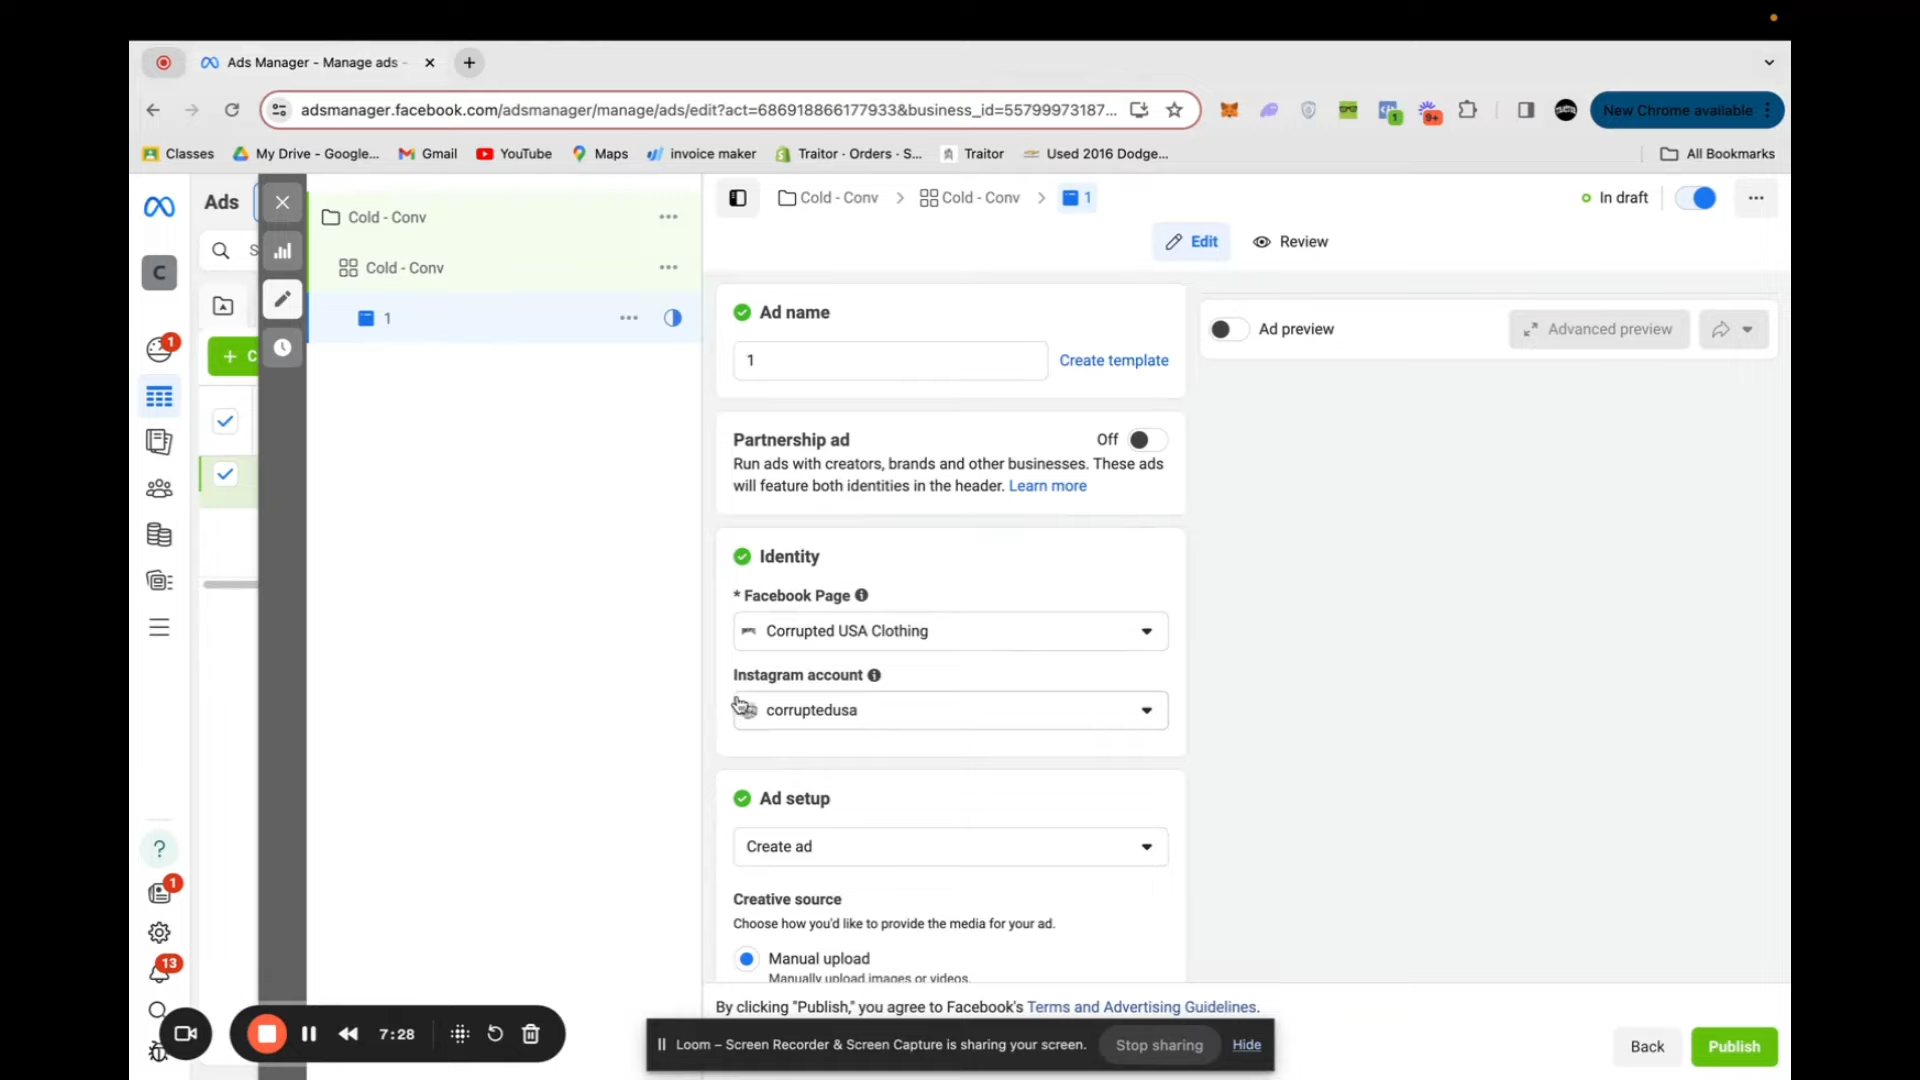 Ads Manager - Manage ads -
adsmanager.facebook.com/adsmanager/manage/ads/edit?act=686918866177933&business_id=55799973187...
1
9+
New Chrome available
Classes
My Drive - Google...
Gmail
YouTube
Maps
invoice maker
Traitor · Orders · S...
Traitor
Used 2016 Dodge...
All Bookmarks
Ads
Cold - Conv
Cold - Conv
Cold - Conv
1
In draft
S
C
Cold - Conv
1
1
+ C
Edit
Review
Ad name
1
Create template
Ad preview
Advanced preview
Partnership ad
Off
Run ads with creators, brands and other businesses. These ads
will feature both identities in the header. Learn more
Identity
* Facebook Page
Corrupted USA Clothing
Instagram account
corruptedusa
Ad setup
Create ad
Creative source
Choose how you'd like to provide the media for your ad.
Manual upload
Manually upload images or videos.
?
1
13
By clicking "Publish," you agree to Facebook's Terms and Advertising Guidelines.
7:28
Loom – Screen Recorder & Screen Capture is sharing your screen.
Stop sharing
Hide
Back
Publish